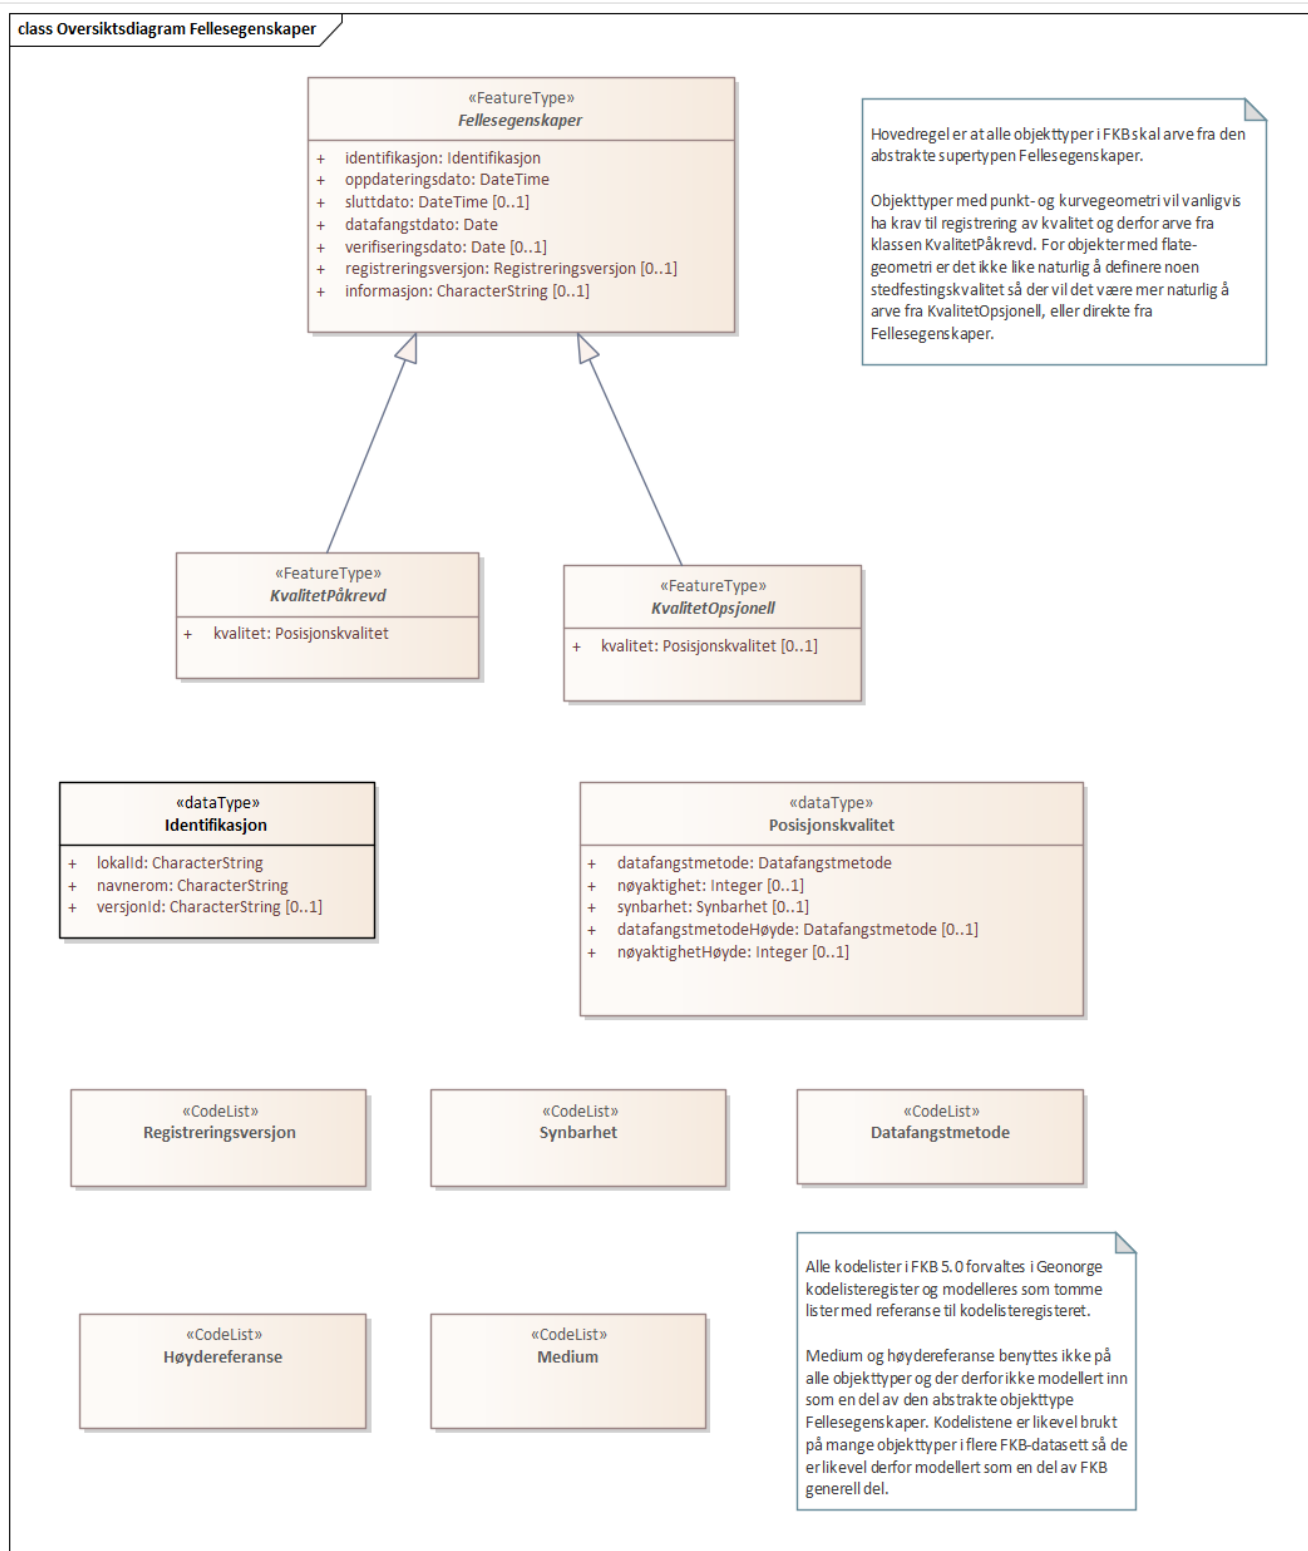 class Oversiktsdiagram Fellesegenskaper
«FeatureType»
Fellesegenskaper
+ identifikasjon: Identifikasjon
+ oppdateringsdato: DateTime
+ sluttdato: DateTime [0..1]
+ datafangstdato: Date
+ verifiseringsdato: Date [0..1]
+ registreringsversjon: Registreringsversjon [0..1]
+ informasjon: CharacterString [0..1]
Hovedregel er at alle objekttyper i FKB skal arve fra den
abstrakte supertypen Fellesegenskaper.
Objekttyper med punkt- og kurvegeometri vil vanligvis
ha krav til registrering av kvalitet og derfor arve fra
klassen KvalitetPåkrevd. For objekter med flate-
geometri er det ikke like naturlig å definere noen
stedfestingskvalitet så der vil det være mer naturlig å
arve fra KvalitetOpsjonell, eller direkte fra
Fellesegenskaper.
«FeatureType»
KvalitetPåkrevd
+ kvalitet: Posisjonskvalitet
«FeatureType»
KvalitetOpsjonell
+ kvalitet: Posisjonskvalitet [0..1]
«dataType»
Identifikasjon
+ lokalId: CharacterString
+ navnerom: CharacterString
+ versjonId: CharacterString [0..1]
«dataType»
Posisjonskvalitet
+ datafangstmetode: Datafangstmetode
+ nøyaktighet: Integer [0..1]
+ synbarhet: Synbarhet [0..1]
+ datafangstmetodeHøyde: Datafangstmetode [0..1]
+ nøyaktighetHøyde: Integer [0..1]
«CodeList»
Registreringsversjon
«CodeList»
Synbarhet
«CodeList»
Datafangstmetode
«CodeList»
Høydereferanse
«CodeList»
Medium
Alle kodelister i FKB 5.0 forvaltes i Geonorge
kodelisteregister og modelleres som tomme
lister med referanse til kodelisteregisteret.
Medium og høydereferanse benyttes ikke på
alle objekttyper og der derfor ikke modellert inn
som en del av den abstrakte objekttype
Fellesegenskaper. Kodelistene er likevel brukt
på mange objekttyper i flere FKB-datasett så de
er likevel derfor modellert som en del av FKB
generell del.